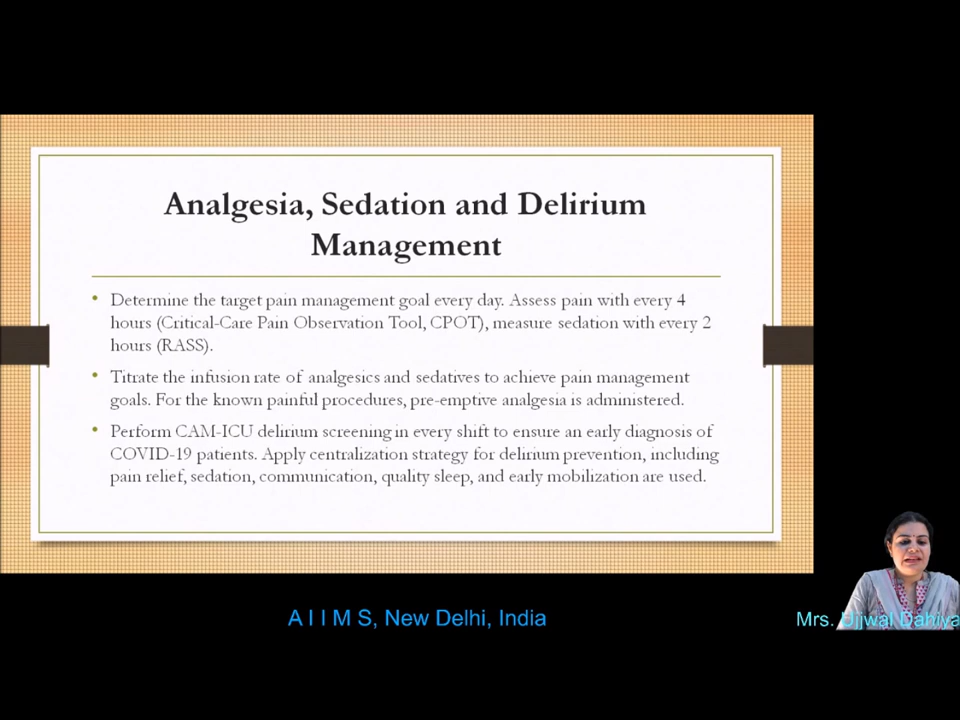 Analgesia, Sedation and Delirium
Management
• Determine the target pain management goal every day. Assess pain with every 4
hours (Critical-Care Pain Observation Tool, CPOT), measure sedation with every 2
hours (RASS).
• Titrate the infusion rate of analgesics and sedatives to achieve pain management
goals. For the known painful procedures, pre-emptive analgesia is administered.
• Perform CAM-ICU delirium screening in every shift to ensure an early diagnosis of
COVID-19 patients. Apply centralization strategy for delirium prevention, including
pain relief, sedation, communication, quality sleep, and early mobilization are used.
A I I M S, New Delhi, India
Mrs. Ujjwal Dahiya